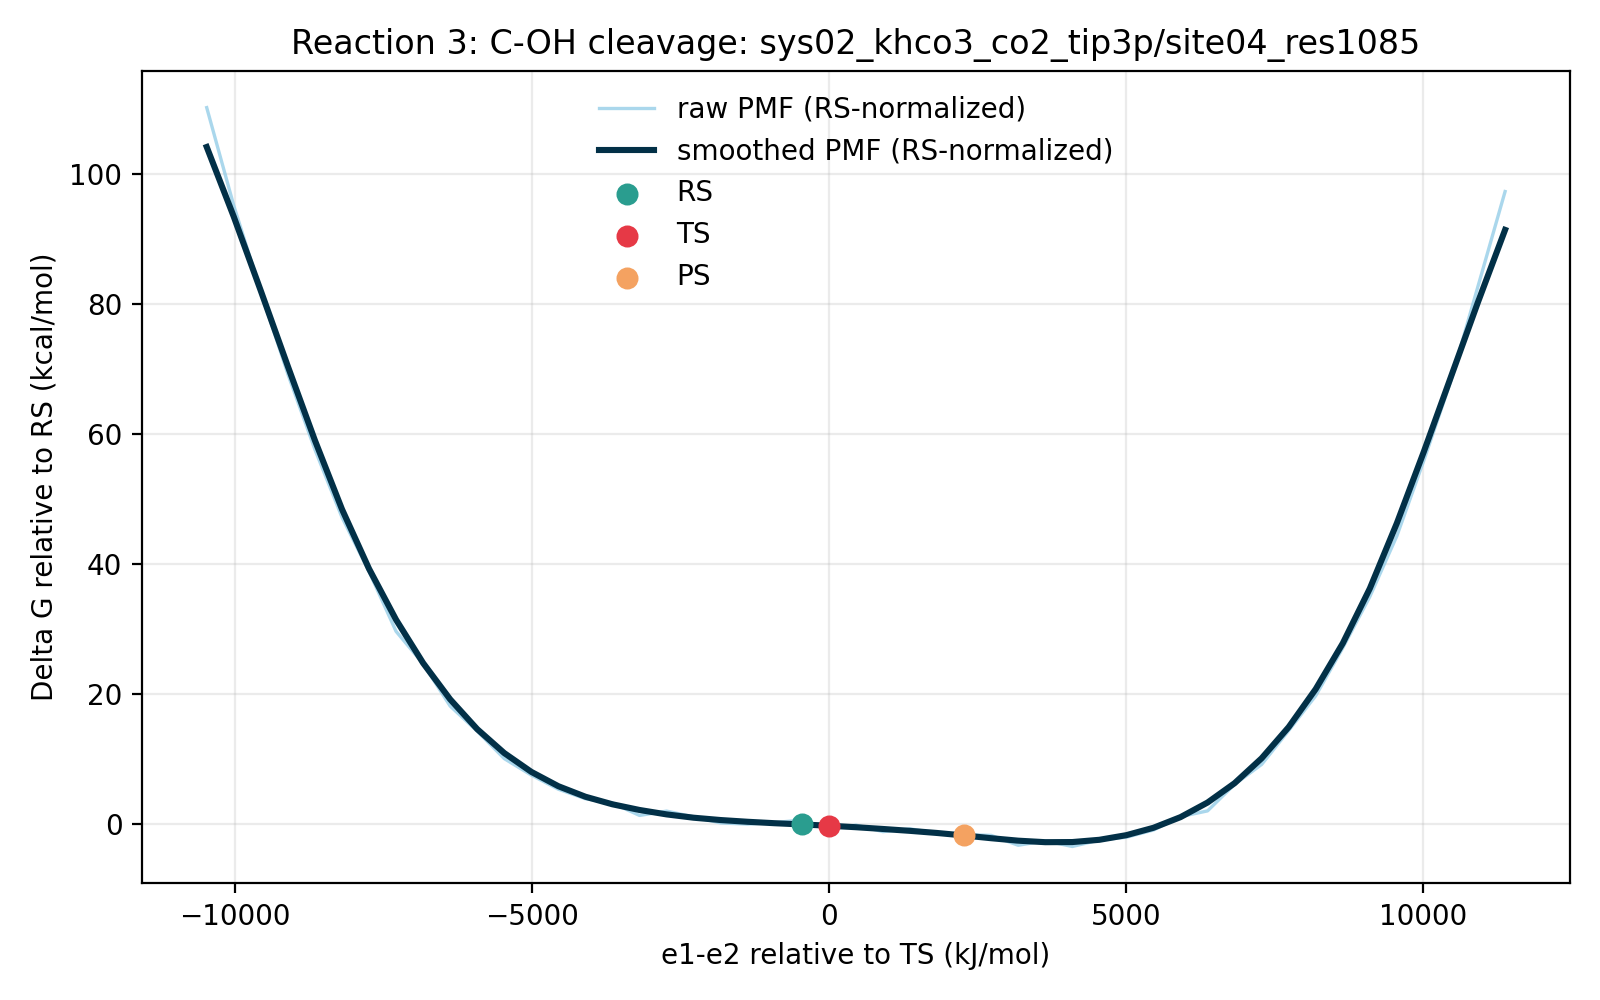 Reaction 3: C-OH cleavage: sys02_khco3_co2_tip3p/site04_res1085
raw PMF (RS-normalized)
smoothed PMF (RS-normalized)
RS
TS
PS
Delta G relative to RS (kcal/mol)
100
80
60
40
20
0
−10000
−5000
0
5000
10000
e1-e2 relative to TS (kJ/mol)